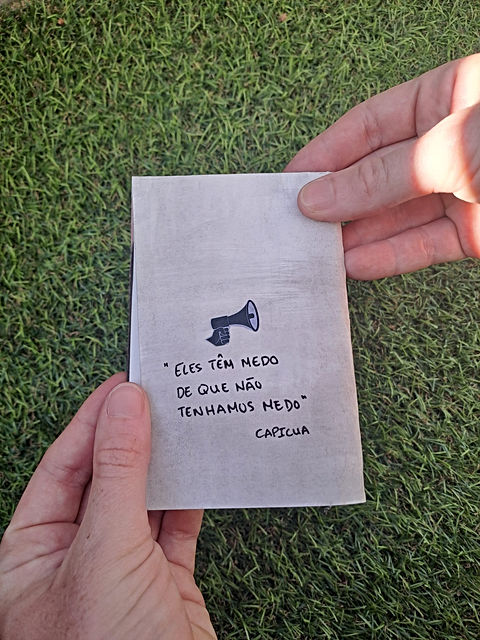 "ELES TÊM MEDO
DE QUE NÃO
TENHAMOS MEDO"
CAPICUA